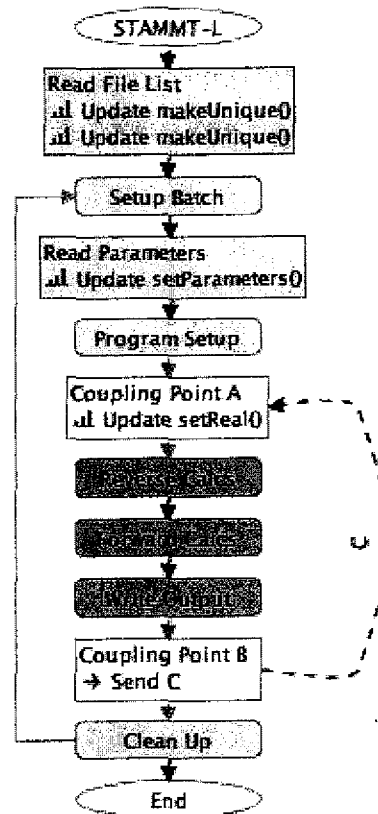 STAMMT-L
Read File List
Update makeUnique()
Update makeUnique()
Setup Batch
Read Parameters
Update setParameters()
Program Setup
Coupling Point A
Update setReal()
Reverse Calcs
Write Output
Coupling Point B
→ Send C
C
Clean Up
End